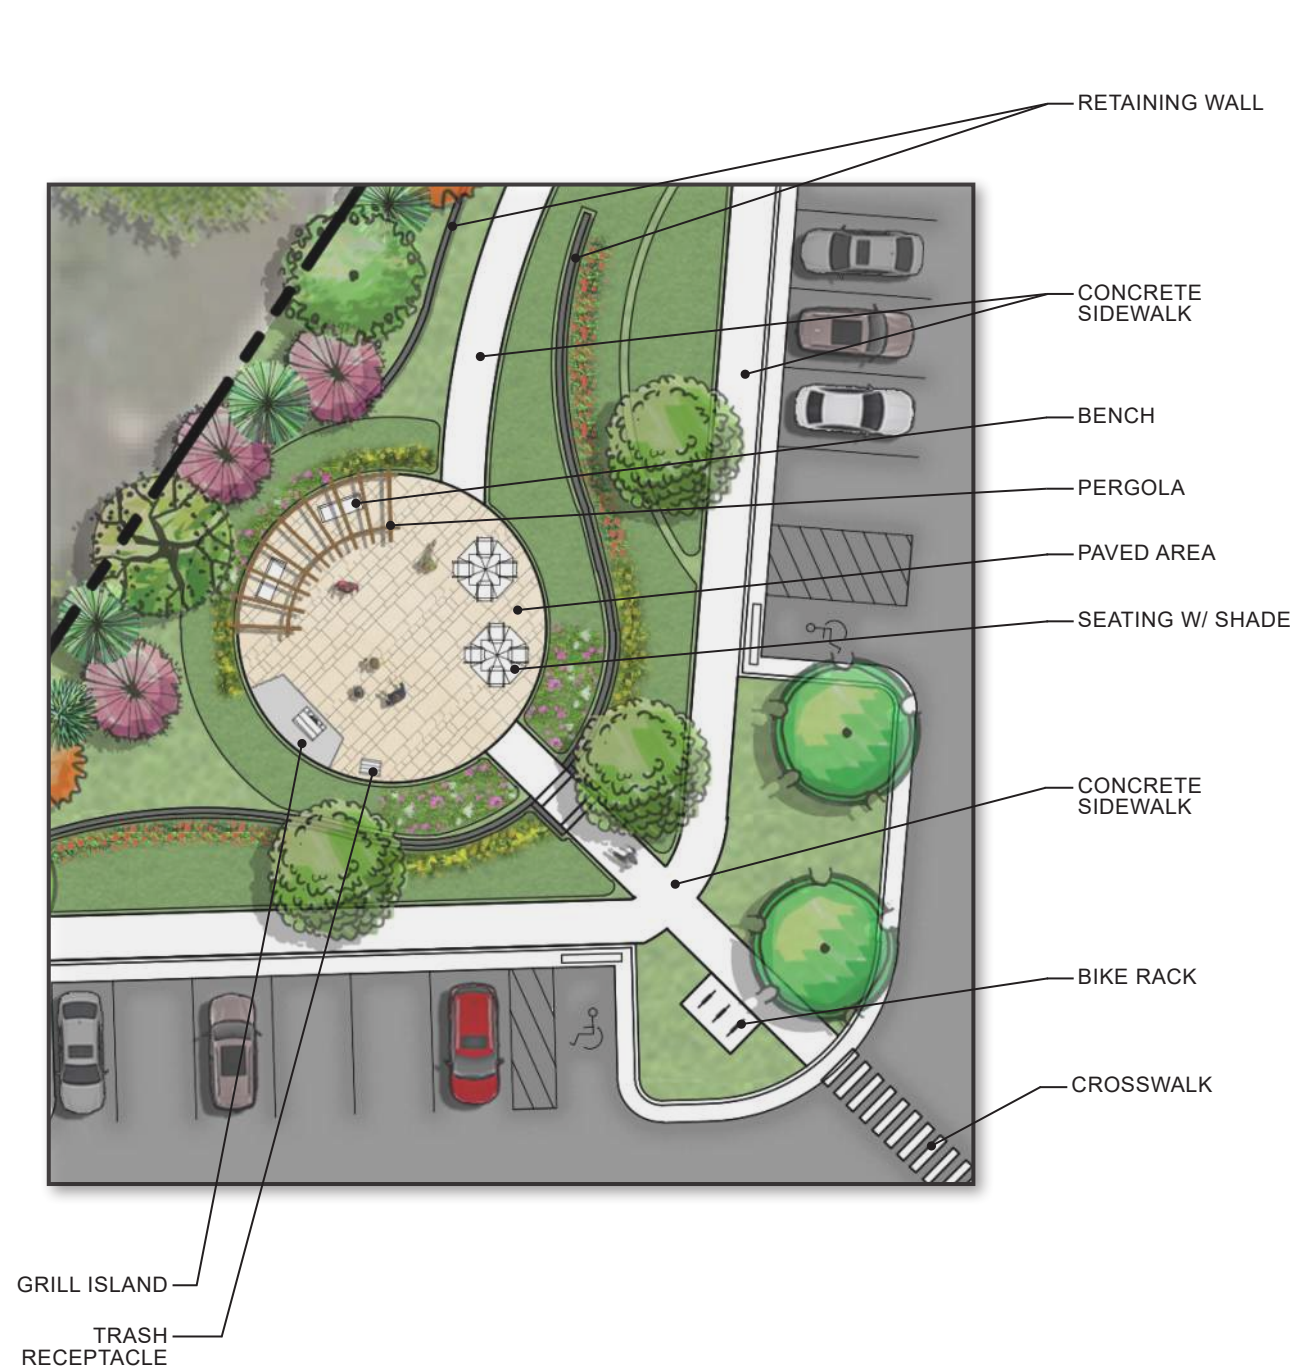 RETAINING WALL
CONCRETE
SIDEWALK
BENCH
PERGOLA
PAVED AREA
SEATING W/ SHADE
CONCRETE
SIDEWALK
BIKE RACK
CROSSWALK
GRILL ISLAND
TRASH
RECEPTACLE